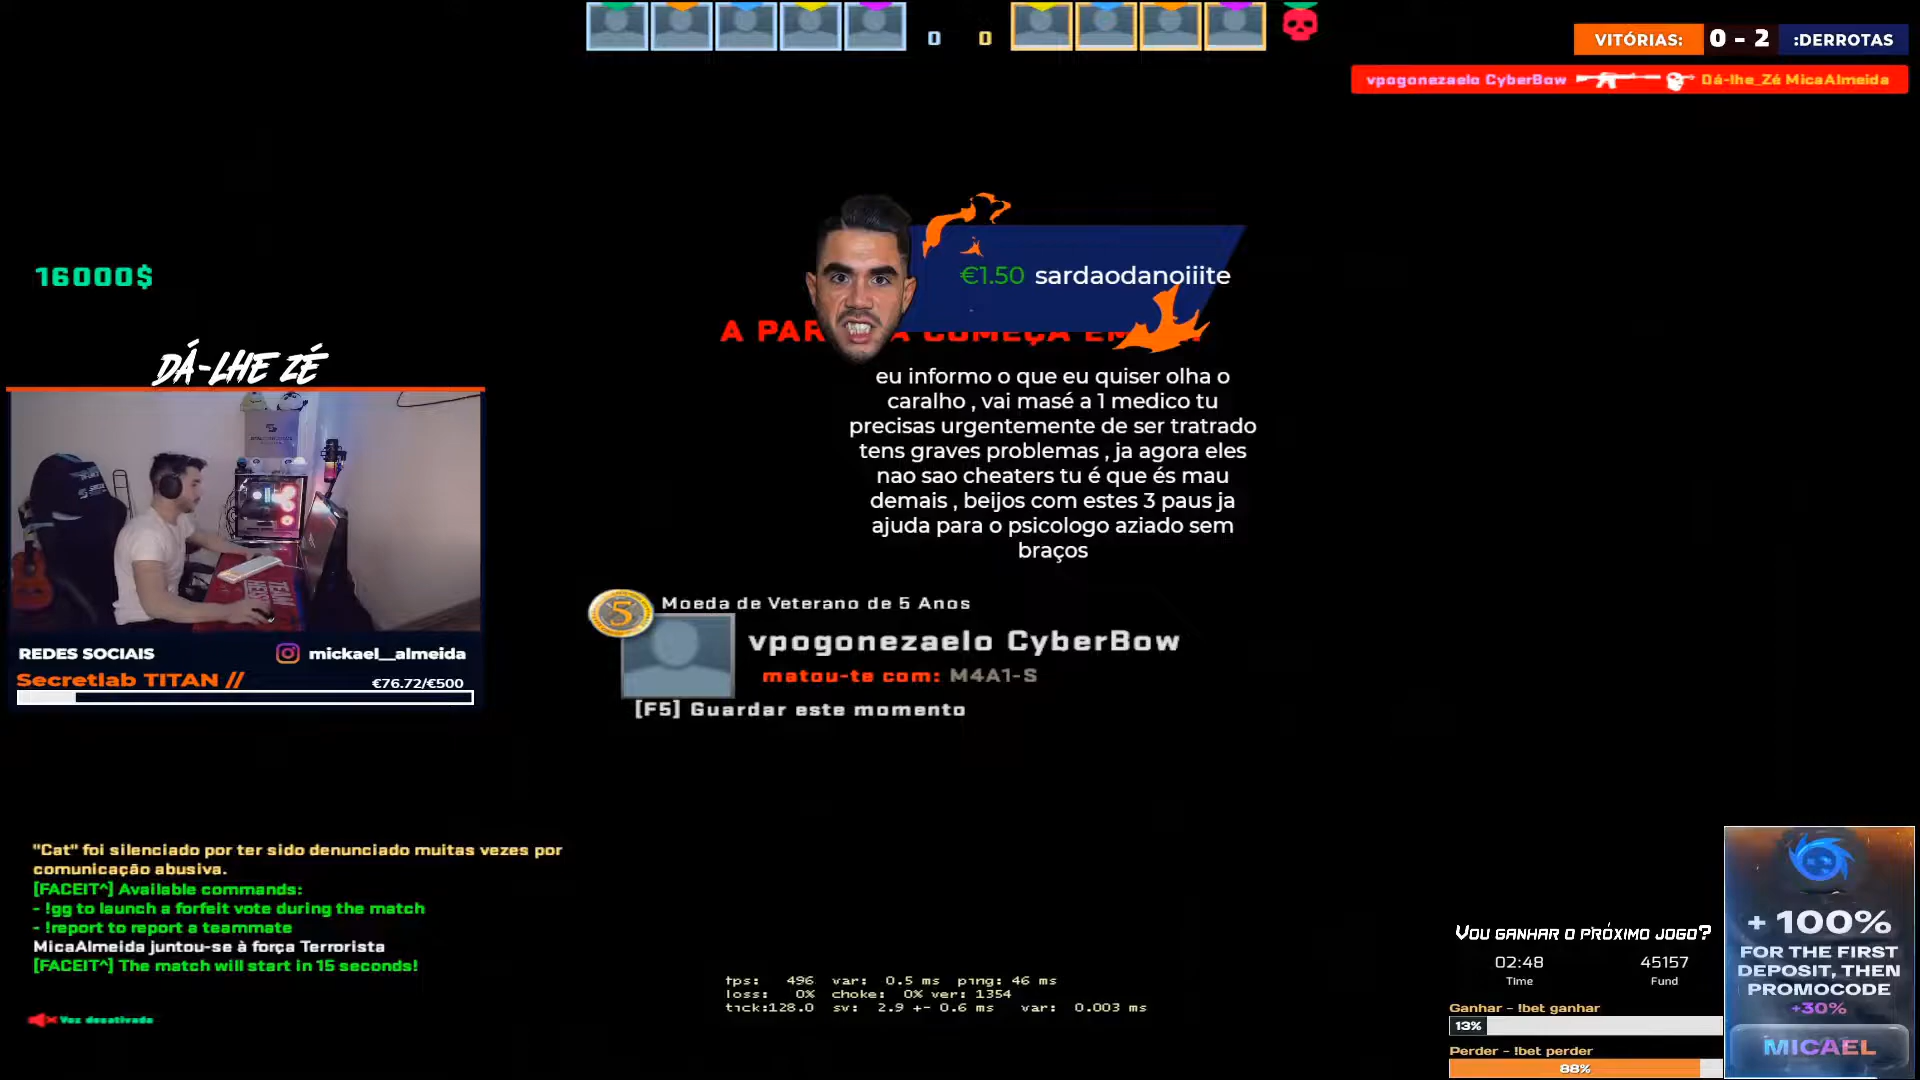 0 0
VITÓRIAS: 0 - 2 :DERROTAS
vpogonezaelo CyberBow Dá-lhe_Zé MicaAlmeida
16000$
€1.50 sardaodanoiiite
A PAR COMEÇA EM
eu informo o que eu quiser olha o
caralho , vai masé a 1 medico tu
precisas urgentemente de ser tratrado
tens graves problemas , ja agora eles
nao sao cheaters tu é que és mau
demais , beijos com estes 3 paus ja
ajuda para o psicologo aziado sem
braços
DÁ-LHE ZÉ
REDES SOCIAIS mickael__almeida
Secretlab TITAN // €76.72/€500
5 Moeda de Veterano de 5 Anos
vpogonezaelo CyberBow
matou-te com: M4A1-S
[F5] Guardar este momento
"Cat" foi silenciado por ter sido denunciado muitas vezes por
comunicação abusiva.
[FACEIT^] Available commands:
- !gg to launch a forfeit vote during the match
- !report to report a teammate
MicaAlmeida juntou-se à força Terrorista
[FACEIT^] The match will start in 15 seconds!
Voz desativada
fps: 496 var: 0.5 ms ping: 46 ms
loss: 0% choke: 0% ver: 1354
tick:128.0 sv: 2.9 +- 0.6 ms var: 0.003 ms
VOU GANHAR O PRÓXIMO JOGO?
02:48 45157
Time Fund
Ganhar - !bet ganhar
13%
Perder - !bet perder
88%
+ 100%
FOR THE FIRST
DEPOSIT, THEN
PROMOCODE
+30%
MICAEL